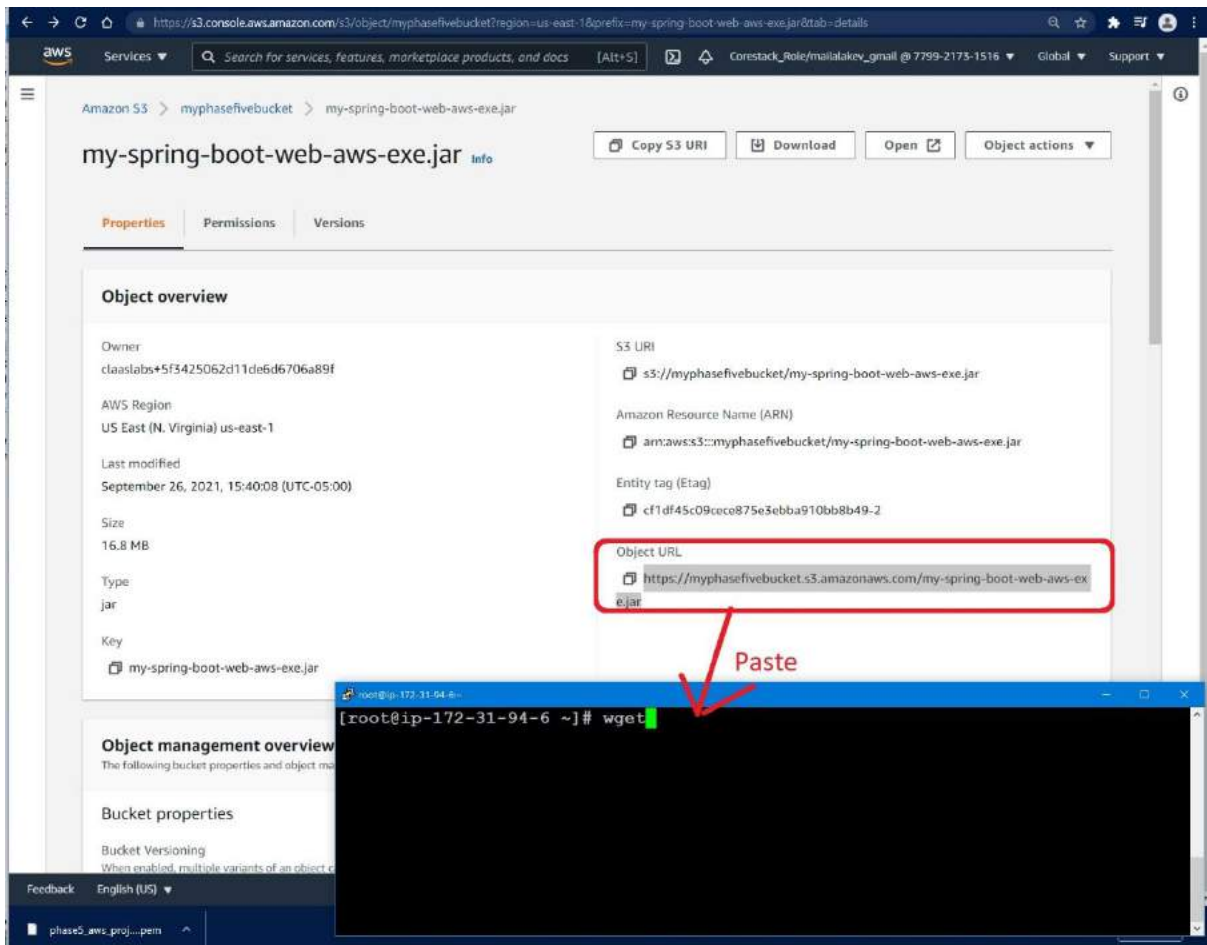 https://s3.console.aws.amazon.com/s3/object/myphasefivebucket?region=us-east-1&prefix=my-spring-boot-web-aws-exe.jar&tab=details
aws Services ▼ Search for services, features, marketplace products, and docs [Alt+S] Corestack_Role/mailalakev_gmail @ 7799-2173-1516 ▼ Global ▼ Support ▼
Amazon S3 > myphasefivebucket > my-spring-boot-web-aws-exe.jar
my-spring-boot-web-aws-exe.jar Info
Copy S3 URI Download Open Object actions ▼
Properties Permissions Versions
Object overview
Owner
claaslabs+5f3425062d11de6d6706a89f
AWS Region
US East (N. Virginia) us-east-1
Last modified
September 26, 2021, 15:40:08 (UTC-05:00)
Size
16.8 MB
Type
jar
Key
my-spring-boot-web-aws-exe.jar
S3 URI
s3://myphasefivebucket/my-spring-boot-web-aws-exe.jar
Amazon Resource Name (ARN)
arn:aws:s3:::myphasefivebucket/my-spring-boot-web-aws-exe.jar
Entity tag (Etag)
cf1df45c09cece875e3ebba910bb8b49-2
Object URL
https://myphasefivebucket.s3.amazonaws.com/my-spring-boot-web-aws-ex
e.jar
Paste
root@ip-172-31-94-6:~
[root@ip-172-31-94-6 ~]# wget
Object management overview
The following bucket properties and object ma
Bucket properties
Bucket Versioning
When enabled, multiple variants of an object c
Feedback English (US) ▼
phase5_aws_proj....pem